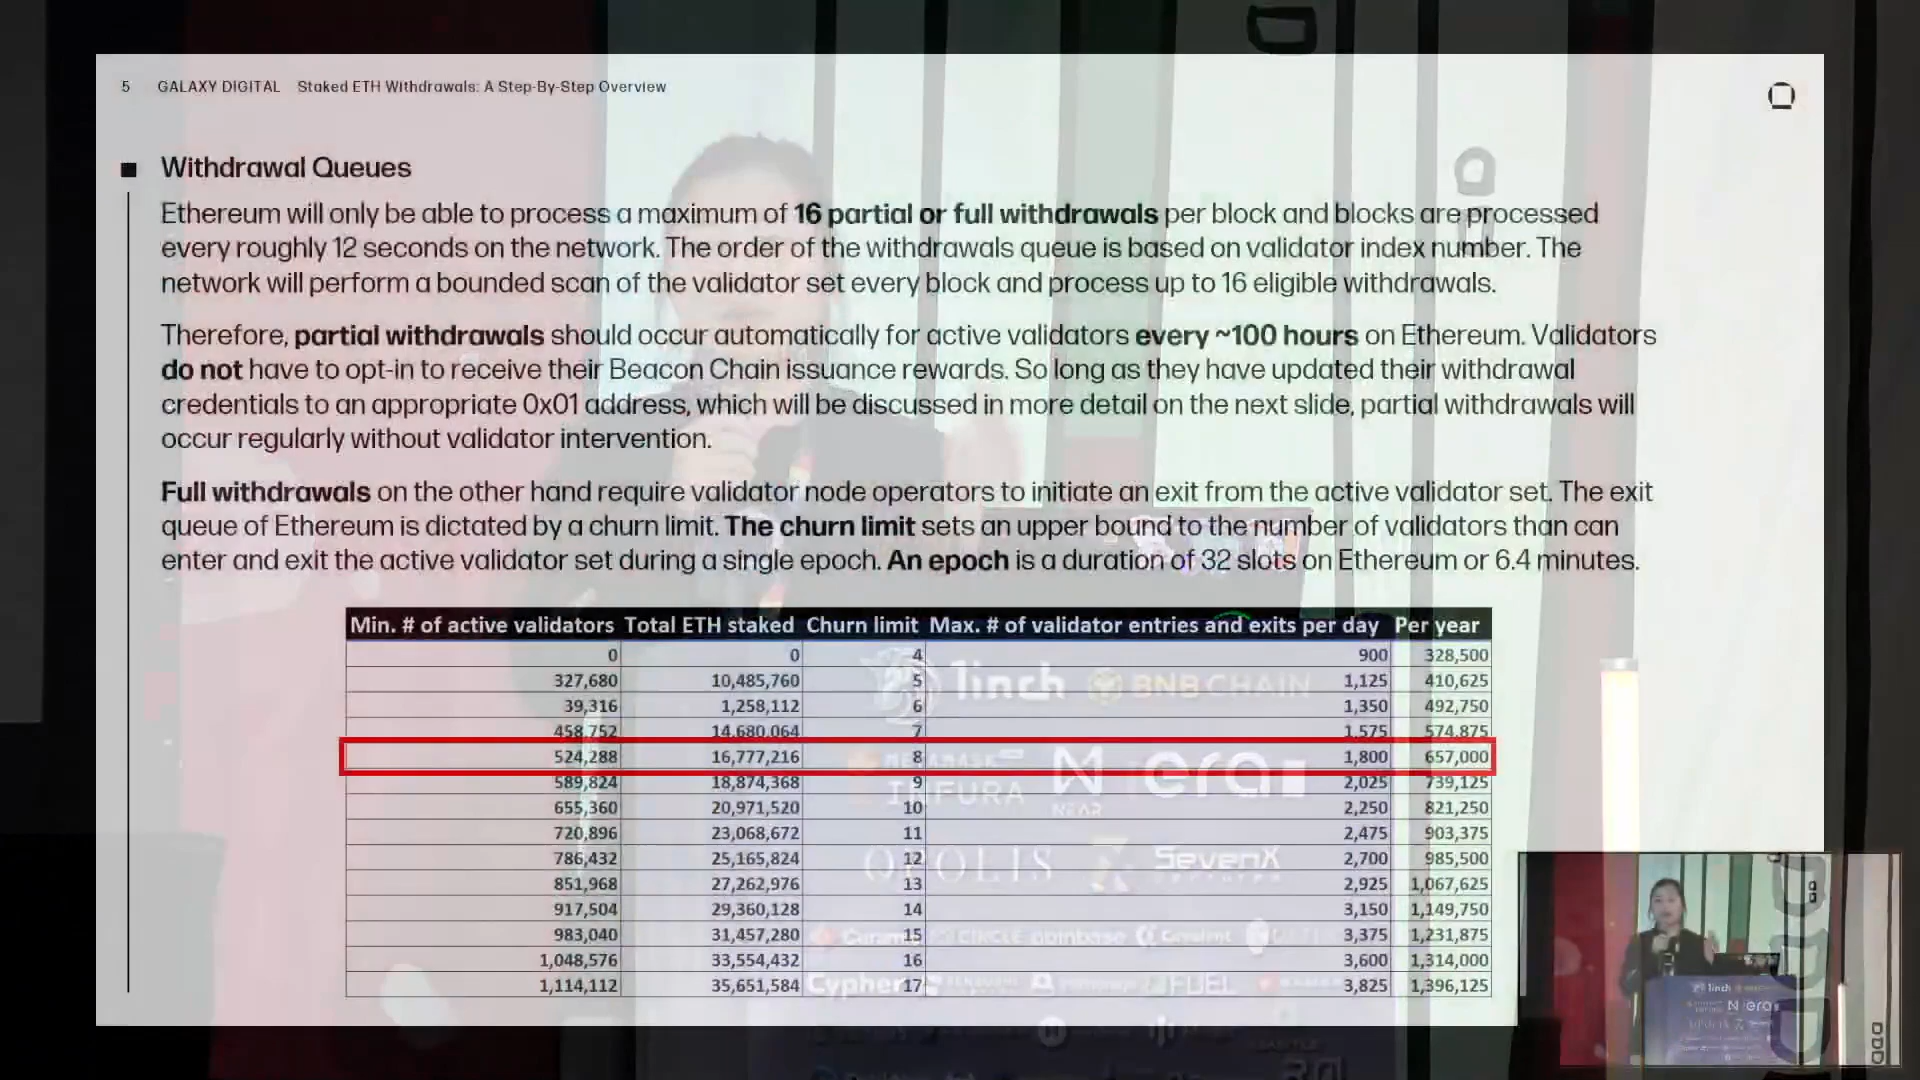 5 GALAXY DIGITAL Staked ETH Withdrawals: A Step-By-Step Overview
Withdrawal Queues
Ethereum will only be able to process a maximum of 16 partial or full withdrawals per block and blocks are processed
every roughly 12 seconds on the network. The order of the withdrawals queue is based on validator index number. The
network will perform a bounded scan of the validator set every block and process up to 16 eligible withdrawals.
Therefore, partial withdrawals should occur automatically for active validators every ~100 hours on Ethereum. Validators
do not have to opt-in to receive their Beacon Chain issuance rewards. So long as they have updated their withdrawal
credentials to an appropriate 0x01 address, which will be discussed in more detail on the next slide, partial withdrawals will
occur regularly without validator intervention.
Full withdrawals on the other hand require validator node operators to initiate an exit from the active validator set. The exit
queue of Ethereum is dictated by a churn limit. The churn limit sets an upper bound to the number of validators than can
enter and exit the active validator set during a single epoch. An epoch is a duration of 32 slots on Ethereum or 6.4 minutes.
Min. # of active validators Total ETH staked Churn limit Max. # of validator entries and exits per day Per year
0 0 4 900 328,500
327,680 10,485,760 5 1,125 410,625
39,316 1,258,112 6 1,350 492,750
458,752 14,680,064 7 1,575 574,875
524,288 16,777,216 8 1,800 657,000
589,824 18,874,368 9 2,025 739,125
655,360 20,971,520 10 2,250 821,250
720,896 23,068,672 11 2,475 903,375
786,432 25,165,824 12 2,700 985,500
851,968 27,262,976 13 2,925 1,067,625
917,504 29,360,128 14 3,150 1,149,750
983,040 31,457,280 15 3,375 1,231,875
1,048,576 33,554,432 16 3,600 1,314,000
1,114,112 35,651,584 17 3,825 1,396,125
1inch BNB CHAIN
INFURA NEAR era
OPOLIS SevenX
CIRCLE coinbase
Cypher FUEL
1inch
N era